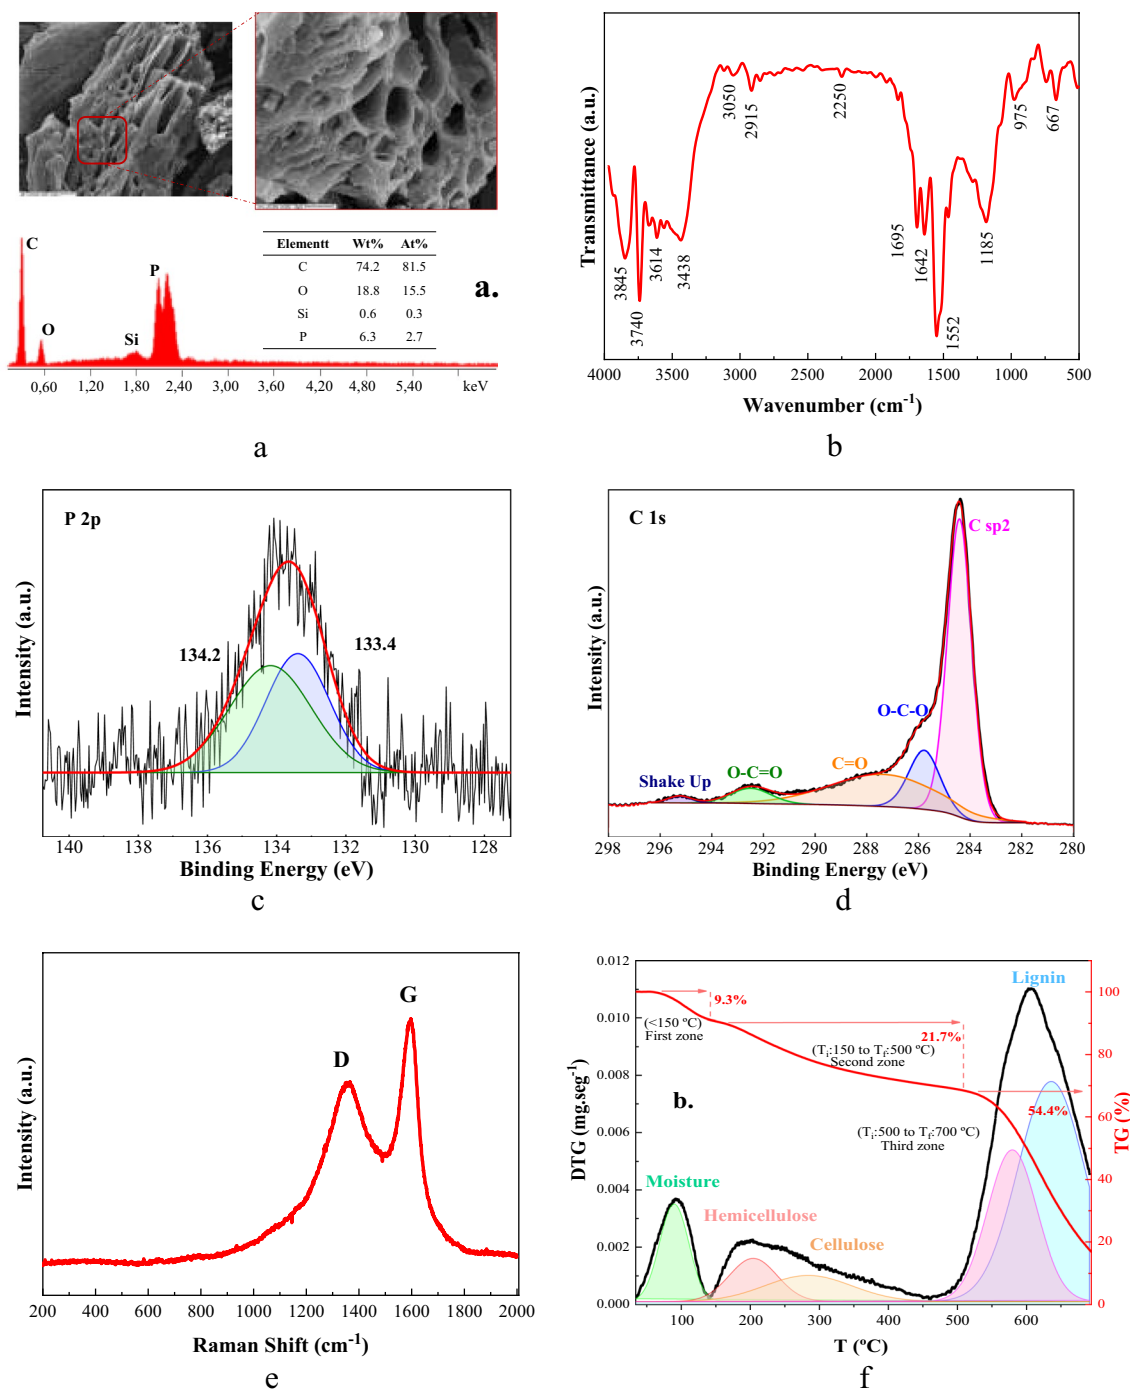 C
O
Si
P
Elementt Wt% At%
C 74.2 81.5
O 18.8 15.5
Si 0.6 0.3
P 6.3 2.7
a.
0,60 1,20 1,80 2,40 3,00 3,60 4,20 4,80 5,40 keV
a
Transmittance (a.u.)
3845
3740
3614
3438
3050
2915
2250
1695
1642
1552
1185
975
667
4000 3500 3000 2500 2000 1500 1000 500
Wavenumber (cm-1)
b
P 2p
Intensity (a.u.)
134.2
133.4
140 138 136 134 132 130 128
Binding Energy (eV)
c
C 1s
Intensity (a.u.)
C sp2
O-C-O
C=O
O-C=O
Shake Up
298 296 294 292 290 288 286 284 282 280
Binding Energy (eV)
d
Intensity (a.u.)
D
G
200 400 600 800 1000 1200 1400 1600 1800 2000
Raman Shift (cm-1)
e
DTG (mg.seg-1)
0.012
0.010
0.008
0.006
0.004
0.002
0.000
Lignin
9.3%
(<150 ºC)
First zone
21.7%
(Ti:150 to Tf:500 ºC)
Second zone
b.
54.4%
(Ti:500 to Tf:700 ºC)
Third zone
Moisture
Hemicellulose
Cellulose
100
80
60
40
20
0
TG (%)
100 200 300 400 500 600
T (ºC)
f